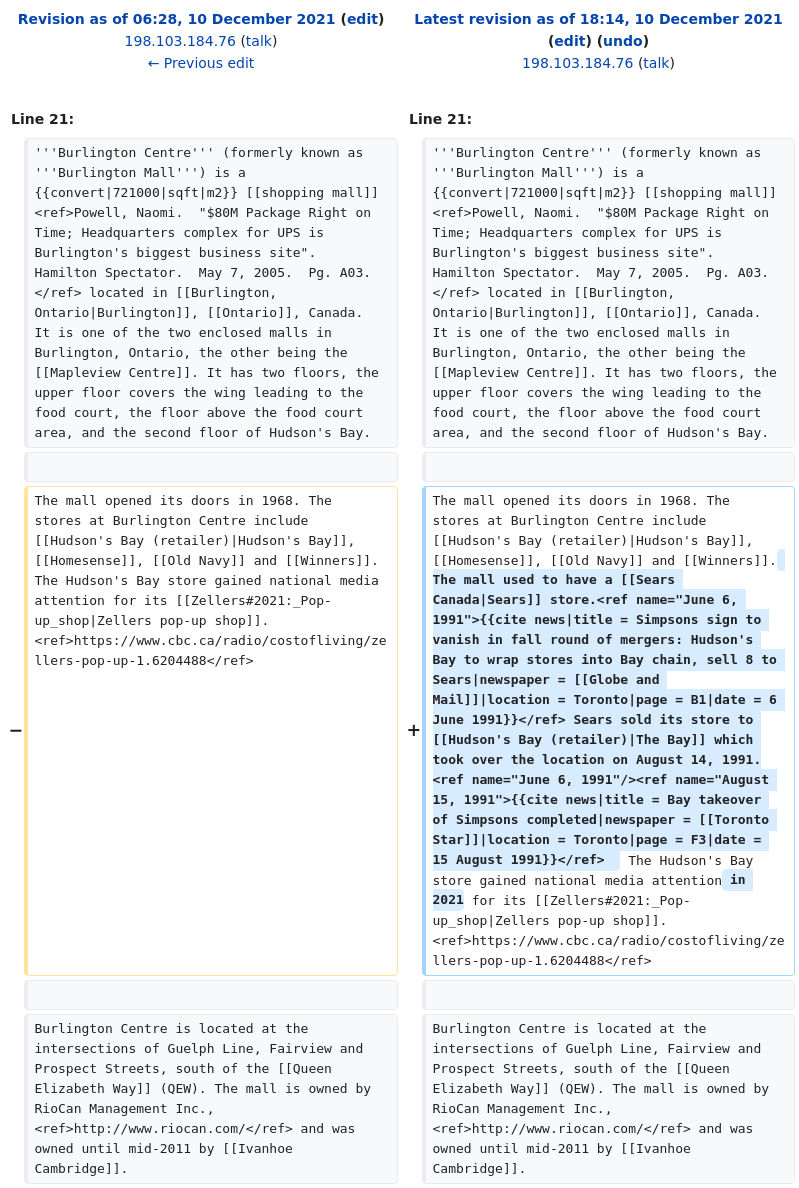 Revision as of 06:28, 10 December 2021 (edit)
198.103.184.76 (talk)
← Previous edit
Latest revision as of 18:14, 10 December 2021
(edit) (undo)
198.103.184.76 (talk)
Line 21:
'''Burlington Centre''' (formerly known as
'''Burlington Mall''') is a
{{convert|721000|sqft|m2}} [[shopping mall]]
<ref>Powell, Naomi.  "$80M Package Right on
Time; Headquarters complex for UPS is
Burlington's biggest business site".
Hamilton Spectator.  May 7, 2005.  Pg. A03.
</ref> located in [[Burlington,
Ontario|Burlington]], [[Ontario]], Canada.
It is one of the two enclosed malls in
Burlington, Ontario, the other being the
[[Mapleview Centre]]. It has two floors, the
upper floor covers the wing leading to the
food court, the floor above the food court
area, and the second floor of Hudson's Bay.
Line 21:
'''Burlington Centre''' (formerly known as
'''Burlington Mall''') is a
{{convert|721000|sqft|m2}} [[shopping mall]]
<ref>Powell, Naomi.  "$80M Package Right on
Time; Headquarters complex for UPS is
Burlington's biggest business site".
Hamilton Spectator.  May 7, 2005.  Pg. A03.
</ref> located in [[Burlington,
Ontario|Burlington]], [[Ontario]], Canada.
It is one of the two enclosed malls in
Burlington, Ontario, the other being the
[[Mapleview Centre]]. It has two floors, the
upper floor covers the wing leading to the
food court, the floor above the food court
area, and the second floor of Hudson's Bay.
−
The mall opened its doors in 1968. The
stores at Burlington Centre include
[[Hudson's Bay (retailer)|Hudson's Bay]],
[[Homesense]], [[Old Navy]] and [[Winners]].
The Hudson's Bay store gained national media
attention for its [[Zellers#2021:_Pop-
up_shop|Zellers pop-up shop]].
<ref>https://www.cbc.ca/radio/costofliving/ze
llers-pop-up-1.6204488</ref>
+
The mall opened its doors in 1968. The
stores at Burlington Centre include
[[Hudson's Bay (retailer)|Hudson's Bay]],
[[Homesense]], [[Old Navy]] and [[Winners]].
The mall used to have a [[Sears
Canada|Sears]] store.<ref name="June 6,
1991">{{cite news|title = Simpsons sign to
vanish in fall round of mergers: Hudson's
Bay to wrap stores into Bay chain, sell 8 to
Sears|newspaper = [[Globe and
Mail]]|location = Toronto|page = B1|date = 6
June 1991}}</ref> Sears sold its store to
[[Hudson's Bay (retailer)|The Bay]] which
took over the location on August 14, 1991.
<ref name="June 6, 1991"/><ref name="August
15, 1991">{{cite news|title = Bay takeover
of Simpsons completed|newspaper = [[Toronto
Star]]|location = Toronto|page = F3|date =
15 August 1991}}</ref>  The Hudson's Bay
store gained national media attention in
2021 for its [[Zellers#2021:_Pop-
up_shop|Zellers pop-up shop]].
<ref>https://www.cbc.ca/radio/costofliving/ze
llers-pop-up-1.6204488</ref>
Burlington Centre is located at the
intersections of Guelph Line, Fairview and
Prospect Streets, south of the [[Queen
Elizabeth Way]] (QEW). The mall is owned by
RioCan Management Inc.,
<ref>http://www.riocan.com/</ref> and was
owned until mid-2011 by [[Ivanhoe
Cambridge]].
Burlington Centre is located at the
intersections of Guelph Line, Fairview and
Prospect Streets, south of the [[Queen
Elizabeth Way]] (QEW). The mall is owned by
RioCan Management Inc.,
<ref>http://www.riocan.com/</ref> and was
owned until mid-2011 by [[Ivanhoe
Cambridge]].